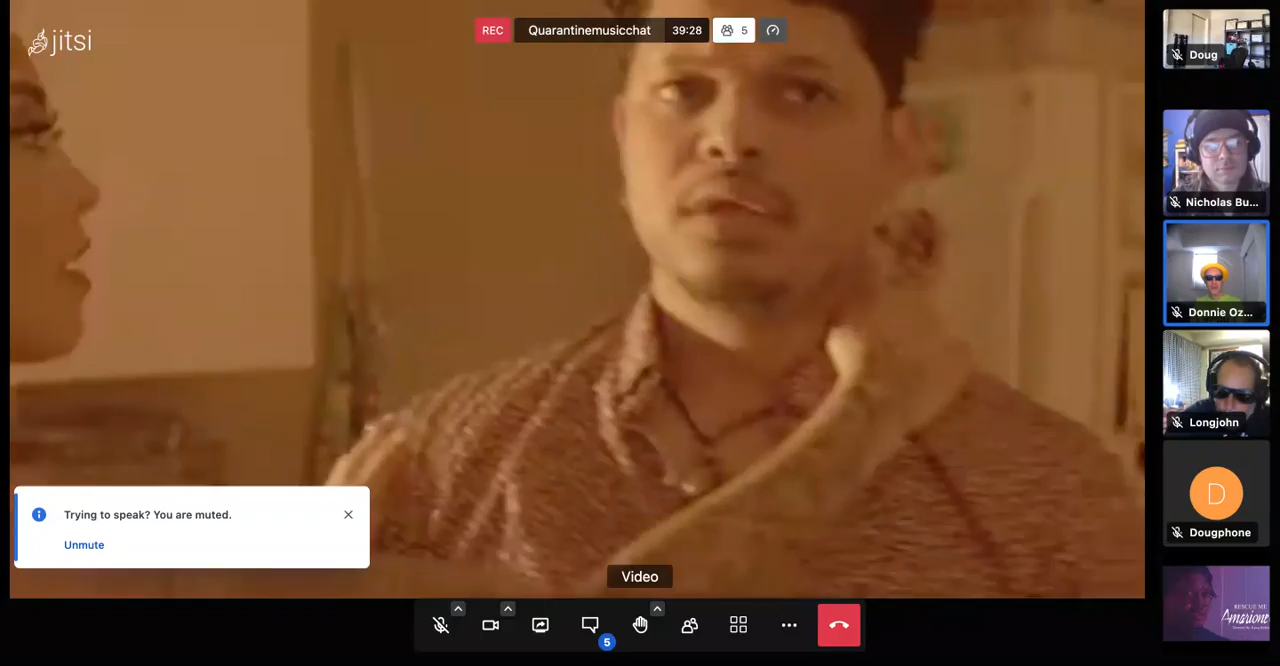 jitsi
REC
Quarantinemusicchat
39:28
5
Doug
Nicholas Bu...
Donnie Oz...
Longjohn
D
Dougphone
RESCUE ME
Amarione
Trying to speak? You are muted.
Unmute
Video
5